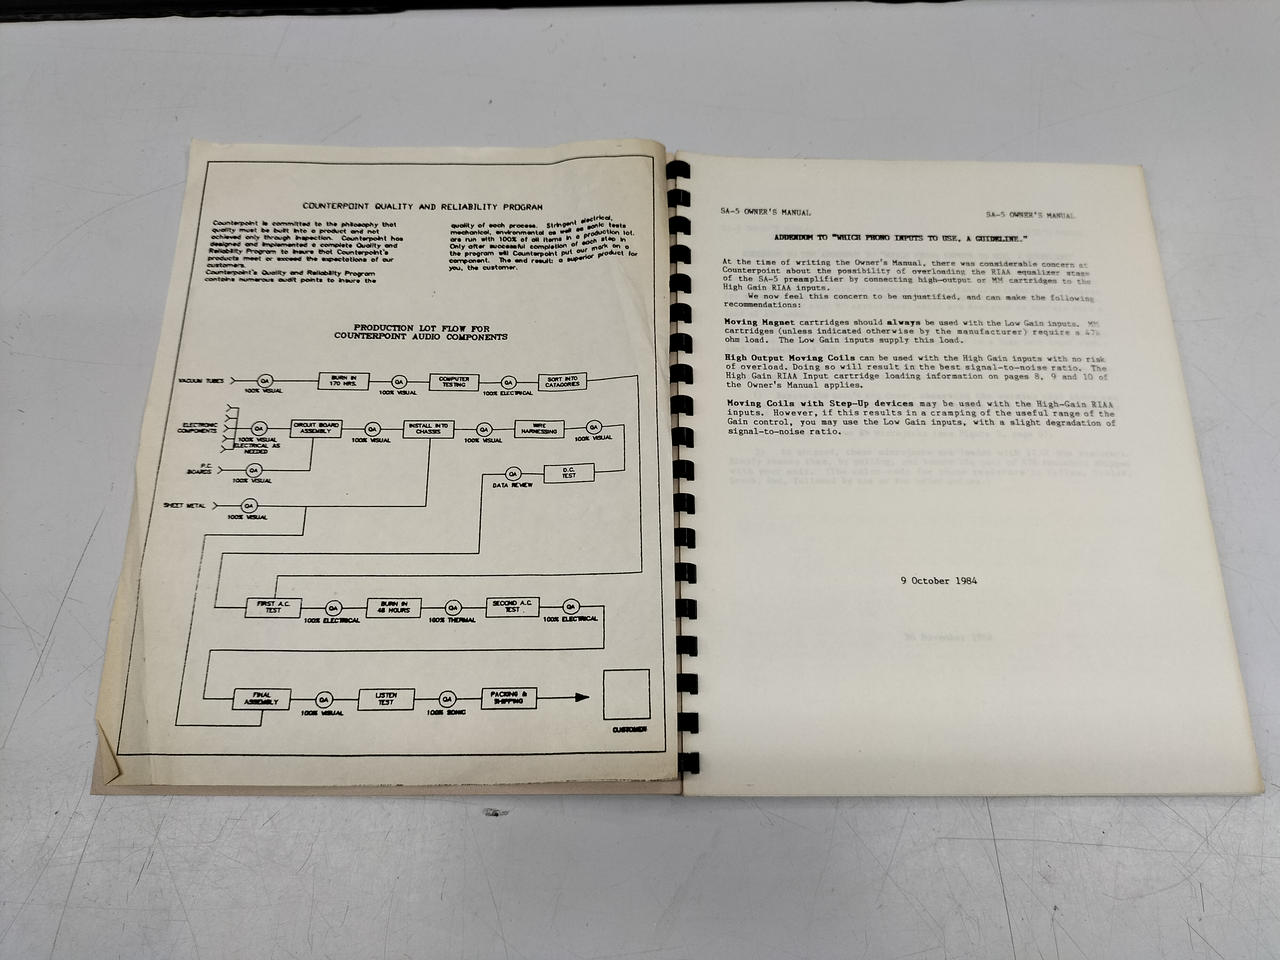 COUNTERPOINT QUALITY AND RELIABILITY PROGRAM
Counterpoint is committed to the philosophy that
quality must be built into a product and not
achieved only through inspection. Counterpoint has
designed and implemented a complete Quality and
Reliability Program to insure that Counterpoint's
products meet or exceed the expectations of our
customers.
Counterpoint's Quality and Reliability Program
contains numerous audit points to insure the
quality of each process. Stringent electrical,
mechanical, environmental as well as sonic tests
are run with 100% of all items in a production lot.
Only after successful completion of each step in
the program will Counterpoint put our mark on a
component. The end result: a superior product for
you, the customer.
PRODUCTION LOT FLOW FOR
COUNTERPOINT AUDIO COMPONENTS
VACUUM TUBES
QA
100% VISUAL
BURN IN
170 HRS.
QA
100% VISUAL
COMPUTER
TESTING
QA
100% ELECTRICAL
SORT INTO
CATAGORIES
ELECTRONIC
COMPONENTS
QA
100% VISUAL
ELECTRICAL AS
NEEDED
CIRCUIT BOARD
ASSEMBLY
QA
100% VISUAL
INSTALL INTO
CHASSIS
QA
100% VISUAL
WIRE
HARNESSING
QA
100% VISUAL
P.C.
BOARDS
QA
100% VISUAL
QA
DATA REVIEW
D.C.
TEST
SHEET METAL
QA
100% VISUAL
FIRST A.C.
TEST
QA
100% ELECTRICAL
BURN IN
48 HOURS
QA
100% THERMAL
SECOND A.C.
TEST
QA
100% ELECTRICAL
FINAL
ASSEMBLY
QA
100% VISUAL
LISTEN
TEST
QA
100% SONIC
PACKING &
SHIPPING
CUSTOMER
SA-5 OWNER'S MANUAL
SA-5 OWNER'S MANUAL
ADDENDUM TO "WHICH PHONO INPUTS TO USE, A GUIDELINE."
At the time of writing the Owner's Manual, there was considerable concern at
Counterpoint about the possibility of overloading the RIAA equalizer stage
of the SA-5 preamplifier by connecting high-output or MM cartridges to the
High Gain RIAA inputs.
We now feel this concern to be unjustified, and can make the following
recommendations:
Moving Magnet cartridges should always be used with the Low Gain inputs. MM
cartridges (unless indicated otherwise by the manufacturer) require a 47k
ohm load. The Low Gain inputs supply this load.
High Output Moving Coils can be used with the High Gain inputs with no risk
of overload. Doing so will result in the best signal-to-noise ratio. The
High Gain RIAA Input cartridge loading information on pages 8, 9 and 10 of
the Owner's Manual applies.
Moving Coils with Step-Up devices may be used with the High-Gain RIAA
inputs. However, if this results in a cramping of the useful range of the
Gain control, you may use the Low Gain inputs, with a slight degradation of
signal-to-noise ratio.
9 October 1984